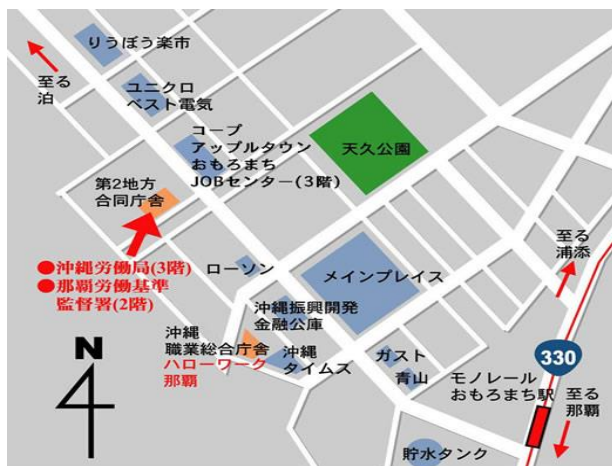 りうぼう楽市
至る
泊
ユニクロ
ベスト電気
コープ
アップルタウン
おもろまち
JOBセンター(3階)
天久公園
第2地方
合同庁舎
●沖縄労働局(3階)
●那覇労働基準
監督署(2階)
ローソン
メインプレイス
至る
浦添
沖縄振興開発
金融公庫
沖縄
職業総合庁舎
ハローワーク
那覇
沖縄
タイムズ
ガスト
青山
330
モノレール
おもろまち駅
至る
那覇
貯水タンク
N